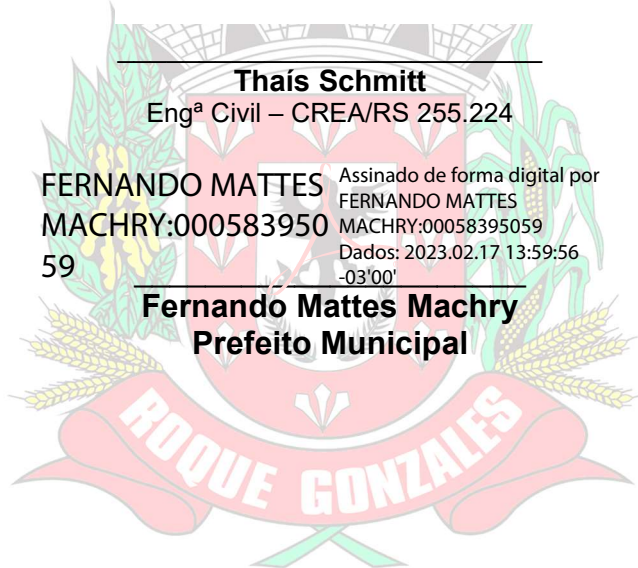 Thaís Schmitt
Engª Civil – CREA/RS 255.224
FERNANDO MATTES
MACHRY:000583950
59
Assinado de forma digital por
FERNANDO MATTES
MACHRY:00058395059
Dados: 2023.02.17 13:59:56
-03'00'
Fernando Mattes Machry
Prefeito Municipal
ROQUE GONZALES